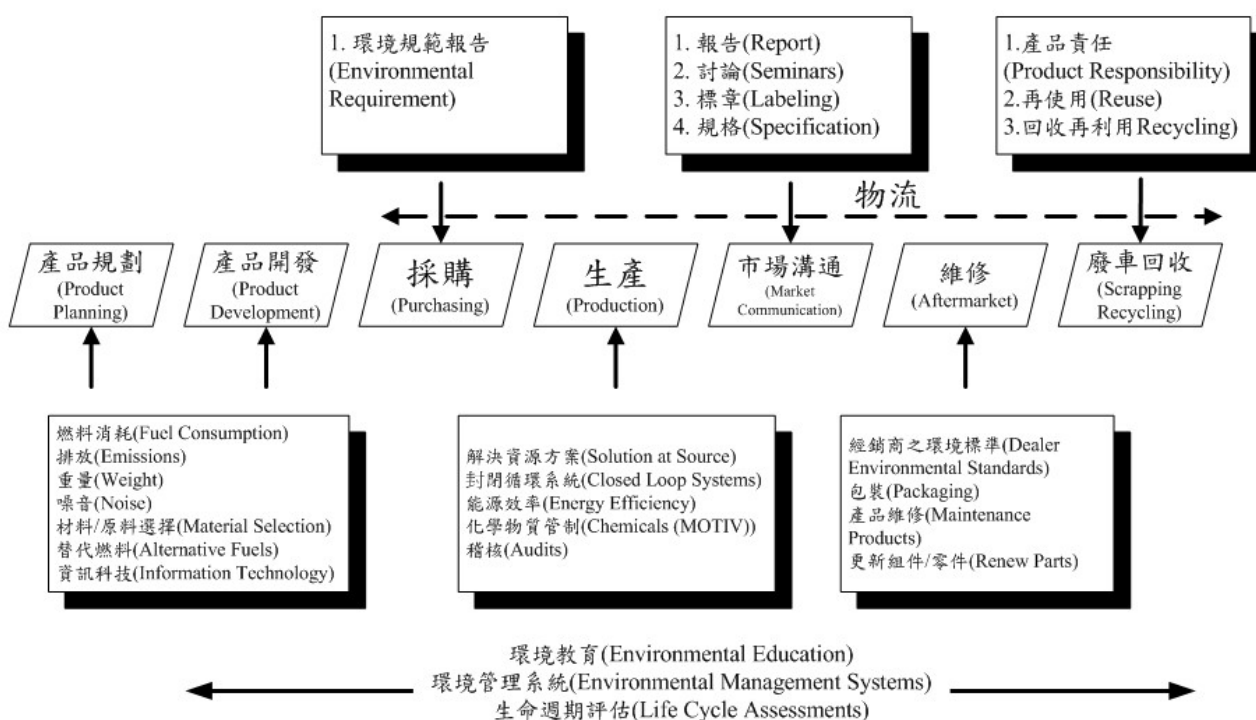 1. 環境規範報告
(Environmental
Requirement)
1. 報告(Report)
2. 討論(Seminars)
3. 標章(Labeling)
4. 規格(Specification)
1.產品責任
(Product Responsibility)
2.再使用(Reuse)
3.回收再利用Recycling)
物流
產品規劃
(Product
Planning)
產品開發
(Product
Development)
採購
(Purchasing)
生產
(Production)
市場溝通
(Market
Communication)
維修
(Aftermarket)
廢車回收
(Scrapping
Recycling)
燃料消耗(Fuel Consumption)
排放(Emissions)
重量(Weight)
噪音(Noise)
材料/原料選擇(Material Selection)
替代燃料(Alternative Fuels)
資訊科技(Information Technology)
解決資源方案(Solution at Source)
封閉循環系統(Closed Loop Systems)
能源效率(Energy Efficiency)
化學物質管制(Chemicals (MOTIV))
稽核(Audits)
經銷商之環境標準(Dealer
Environmental Standards)
包裝(Packaging)
產品維修(Maintenance
Products)
更新組件/零件(Renew Parts)
環境教育(Environmental Education)
環境管理系統(Environmental Management Systems)
生命週期評估(Life Cycle Assessments)